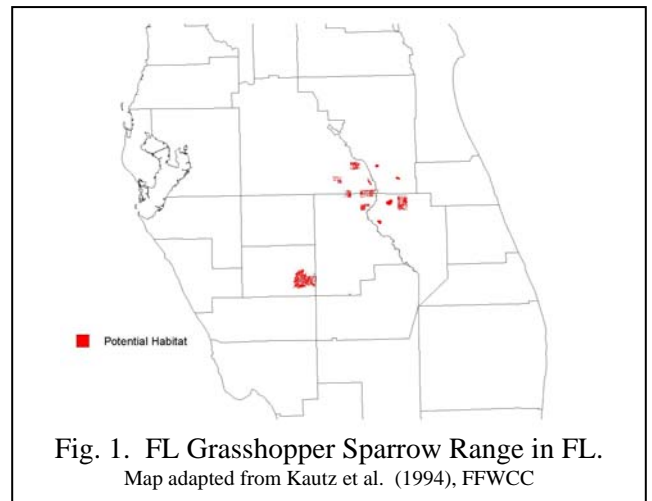 Potential Habitat
Fig. 1. FL Grasshopper Sparrow Range in FL.
Map adapted from Kautz et al. (1994), FFWCC